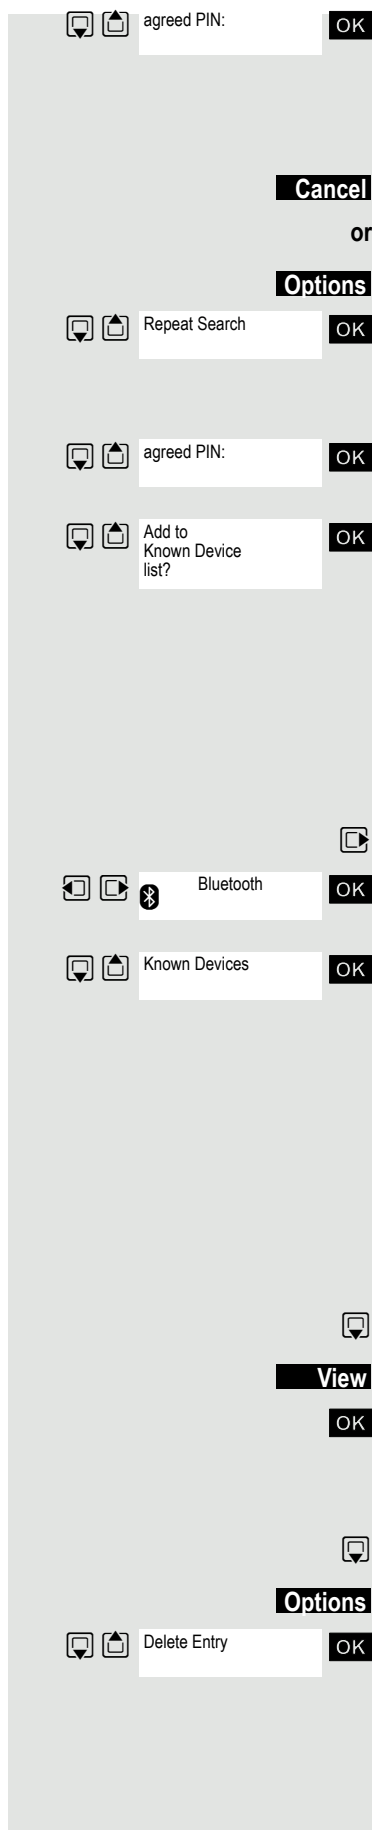 agreed PIN: OK
Cancel
or
Options
Repeat Search OK
agreed PIN: OK
Add to OK
Known Device
list?
Bluetooth OK
Known Devices OK
View
OK
Options
Delete Entry OK